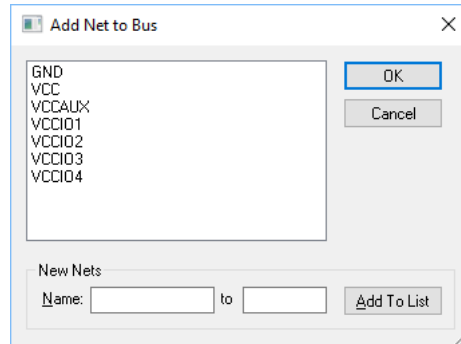 Add Net to Bus
GND
VCC
VCCAUX
VCCIO1
VCCIO2
VCCIO3
VCCIO4
OK
Cancel
New Nets
Name:
to
Add To List